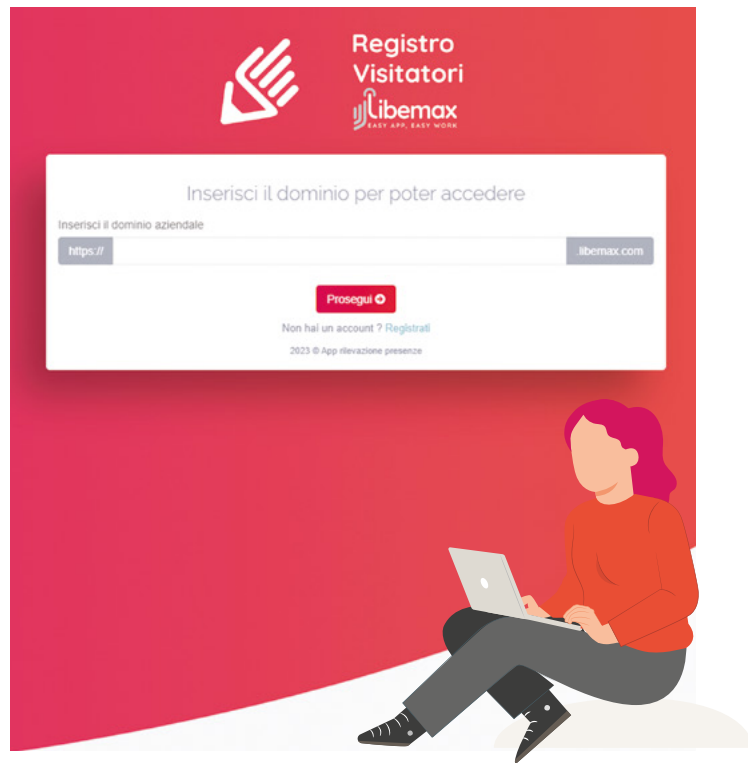 Registro
Visitatori
libemax
EASY APP, EASY WORK
Inserisci il dominio per poter accedere
Inserisci il dominio aziendale
https:// .libemax.com
Prosegui
Non hai un account ? Registrati
2023 © App rilevazione presenze